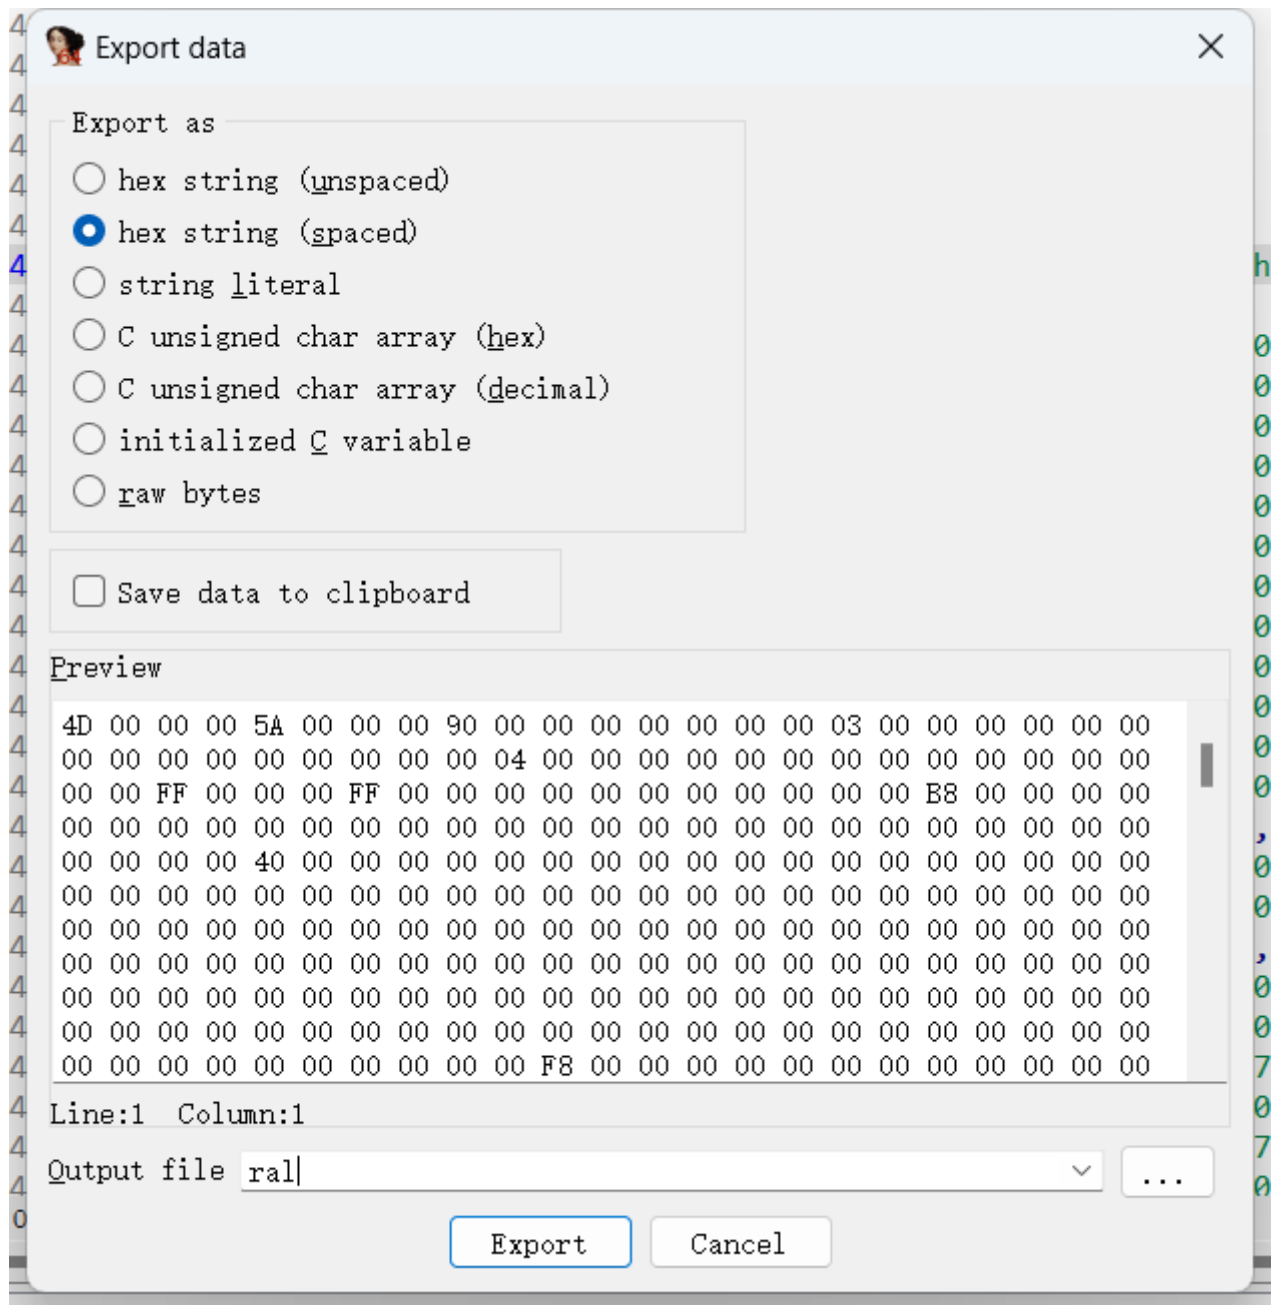 Export data
Export as
hex string (unspaced)
hex string (spaced)
string literal
C unsigned char array (hex)
C unsigned char array (decimal)
initialized C variable
raw bytes
Save data to clipboard
Preview
4D 00 00 00 5A 00 00 00 90 00 00 00 00 00 00 00 03 00 00 00 00 00 00
00 00 00 00 00 00 00 00 00 04 00 00 00 00 00 00 00 00 00 00 00 00 00
00 00 FF 00 00 00 FF 00 00 00 00 00 00 00 00 00 00 00 B8 00 00 00 00
00 00 00 00 00 00 00 00 00 00 00 00 00 00 00 00 00 00 00 00 00 00 00
00 00 00 00 40 00 00 00 00 00 00 00 00 00 00 00 00 00 00 00 00 00 00
00 00 00 00 00 00 00 00 00 00 00 00 00 00 00 00 00 00 00 00 00 00 00
00 00 00 00 00 00 00 00 00 00 00 00 00 00 00 00 00 00 00 00 00 00 00
00 00 00 00 00 00 00 00 00 00 00 00 00 00 00 00 00 00 00 00 00 00 00
00 00 00 00 00 00 00 00 00 00 00 00 00 00 00 00 00 00 00 00 00 00 00
00 00 00 00 00 00 00 00 00 00 00 00 00 00 00 00 00 00 00 00 00 00 00
00 00 00 00 00 00 00 00 00 00 F8 00 00 00 00 00 00 00 00 00 00 00 00
Line:1 Column:1
Output file ral ...
Export Cancel